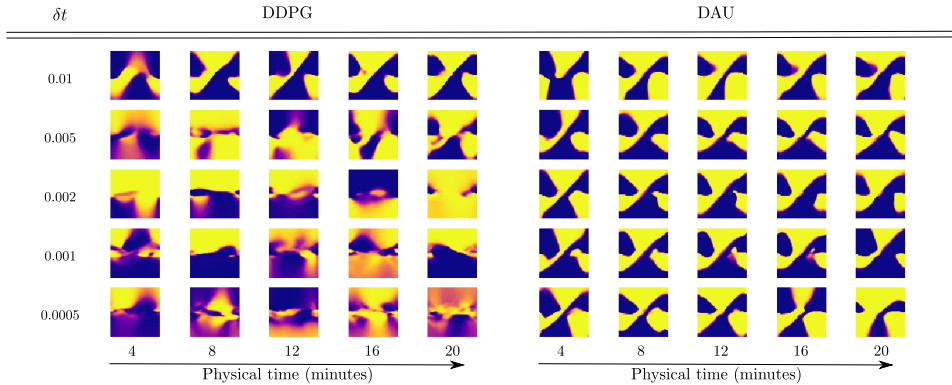 δt DDPG DAU
0.01
0.005
0.002
0.001
0.0005
4 8 12 16 20 4 8 12 16 20
Physical time (minutes) Physical time (minutes)